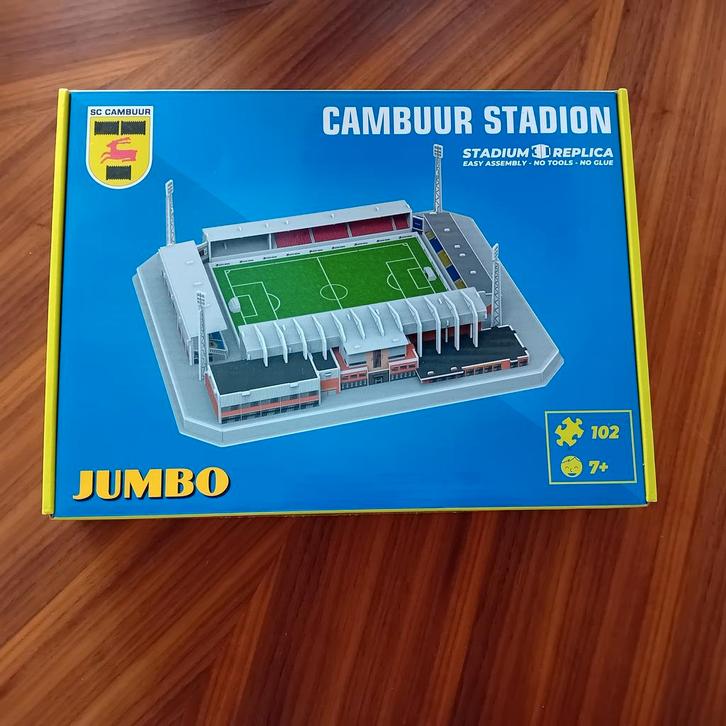 SC CAMBUUR
CAMBUUR STADION
STADIUM 3D REPLICA
EASY ASSEMBLY - NO TOOLS - NO GLUE
102
7+
JUMBO